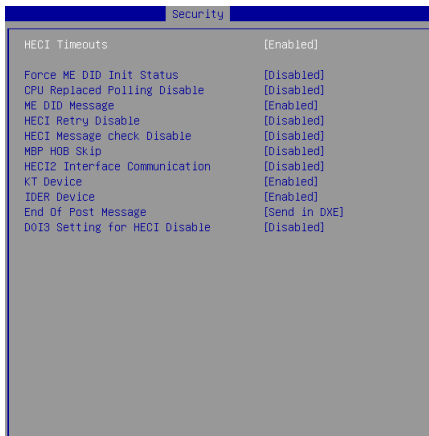 Security
HECI Timeouts [Enabled]
Force ME DID Init Status [Disabled]
CPU Replaced Polling Disable [Disabled]
ME DID Message [Enabled]
HECI Retry Disable [Disabled]
HECI Message check Disable [Disabled]
MBP HOB Skip [Disabled]
HECI2 Interface Communication [Disabled]
KT Device [Enabled]
IDER Device [Enabled]
End Of Post Message [Send in DXE]
D0I3 Setting for HECI Disable [Disabled]